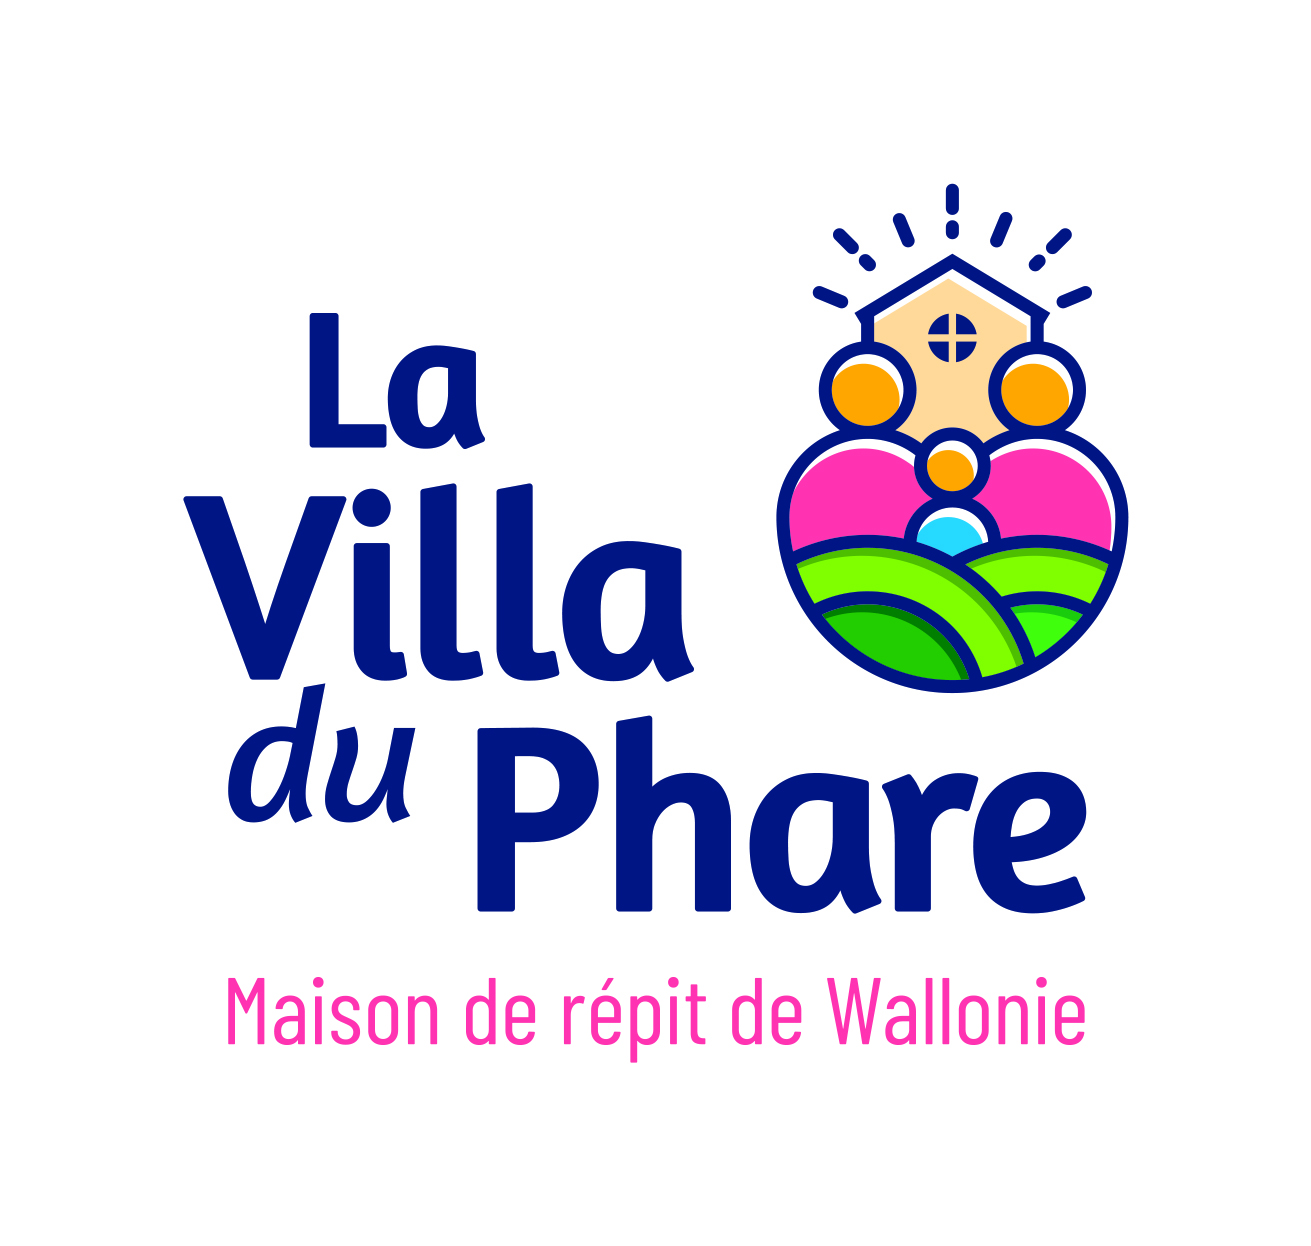 La
Villa
du Phare
Maison de répit de Wallonie